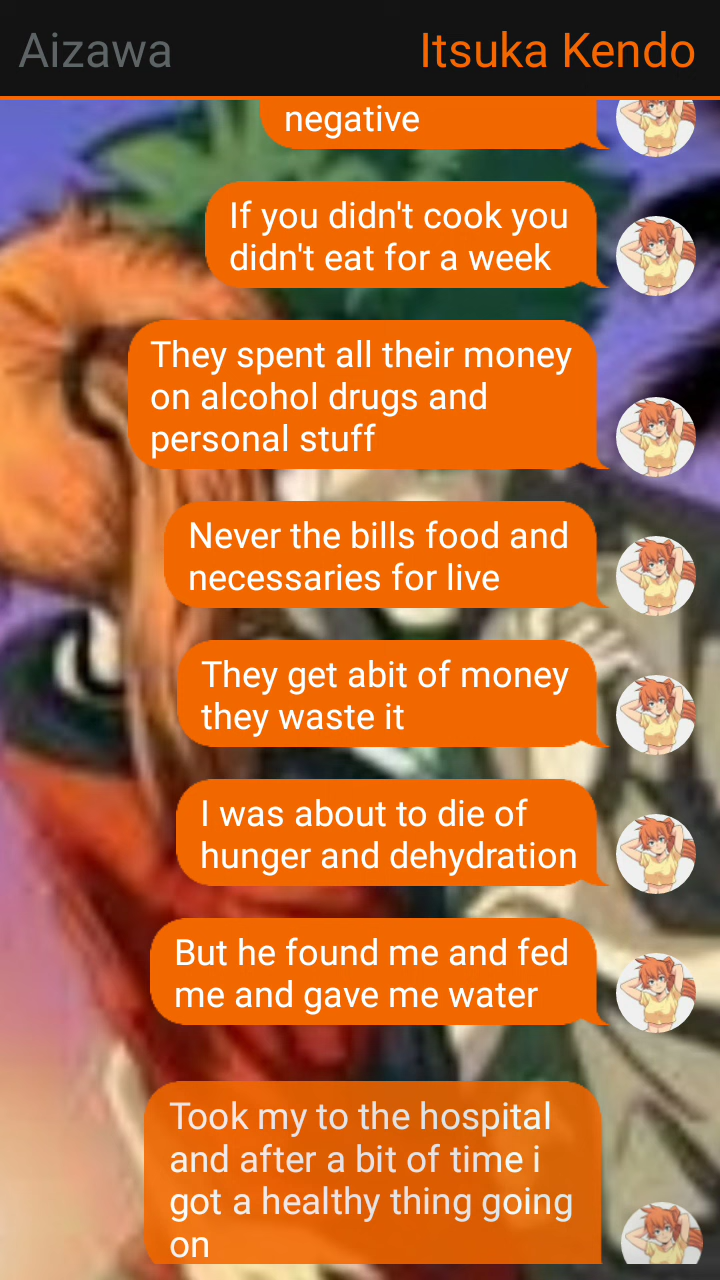 Aizawa
Itsuka Kendo
negative
If you didn't cook you
didn't eat for a week
They spent all their money
on alcohol drugs and
personal stuff
Never the bills food and
necessaries for live
They get abit of money
they waste it
I was about to die of
hunger and dehydration
But he found me and fed
me and gave me water
Took my to the hospital
and after a bit of time i
got a healthy thing going
on